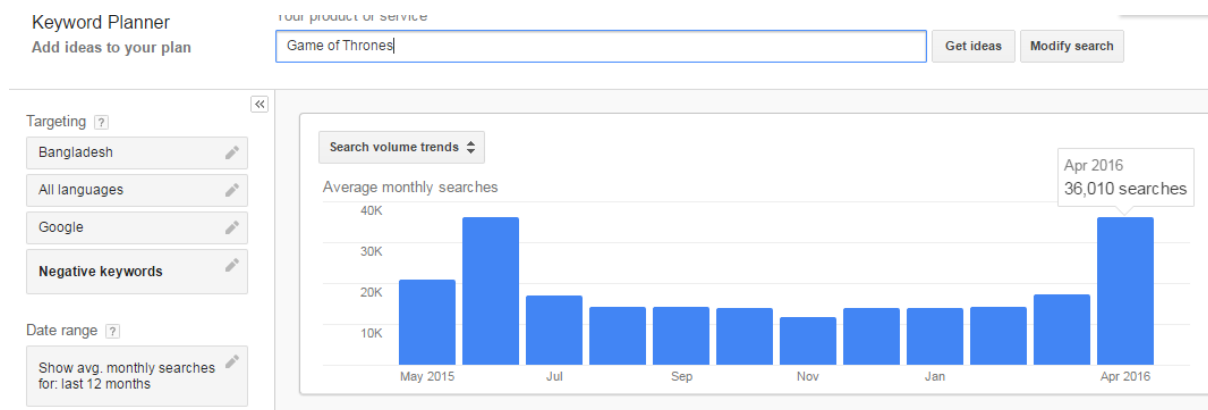 Keyword Planner
Add ideas to your plan
Your product or service
Game of Thrones
Get ideas
Modify search
Targeting ?
Bangladesh
All languages
Google
Negative keywords
Date range ?
Show avg. monthly searches
for: last 12 months
Search volume trends
Average monthly searches
Apr 2016
36,010 searches
40K
30K
20K
10K
May 2015 Jul Sep Nov Jan Apr 2016